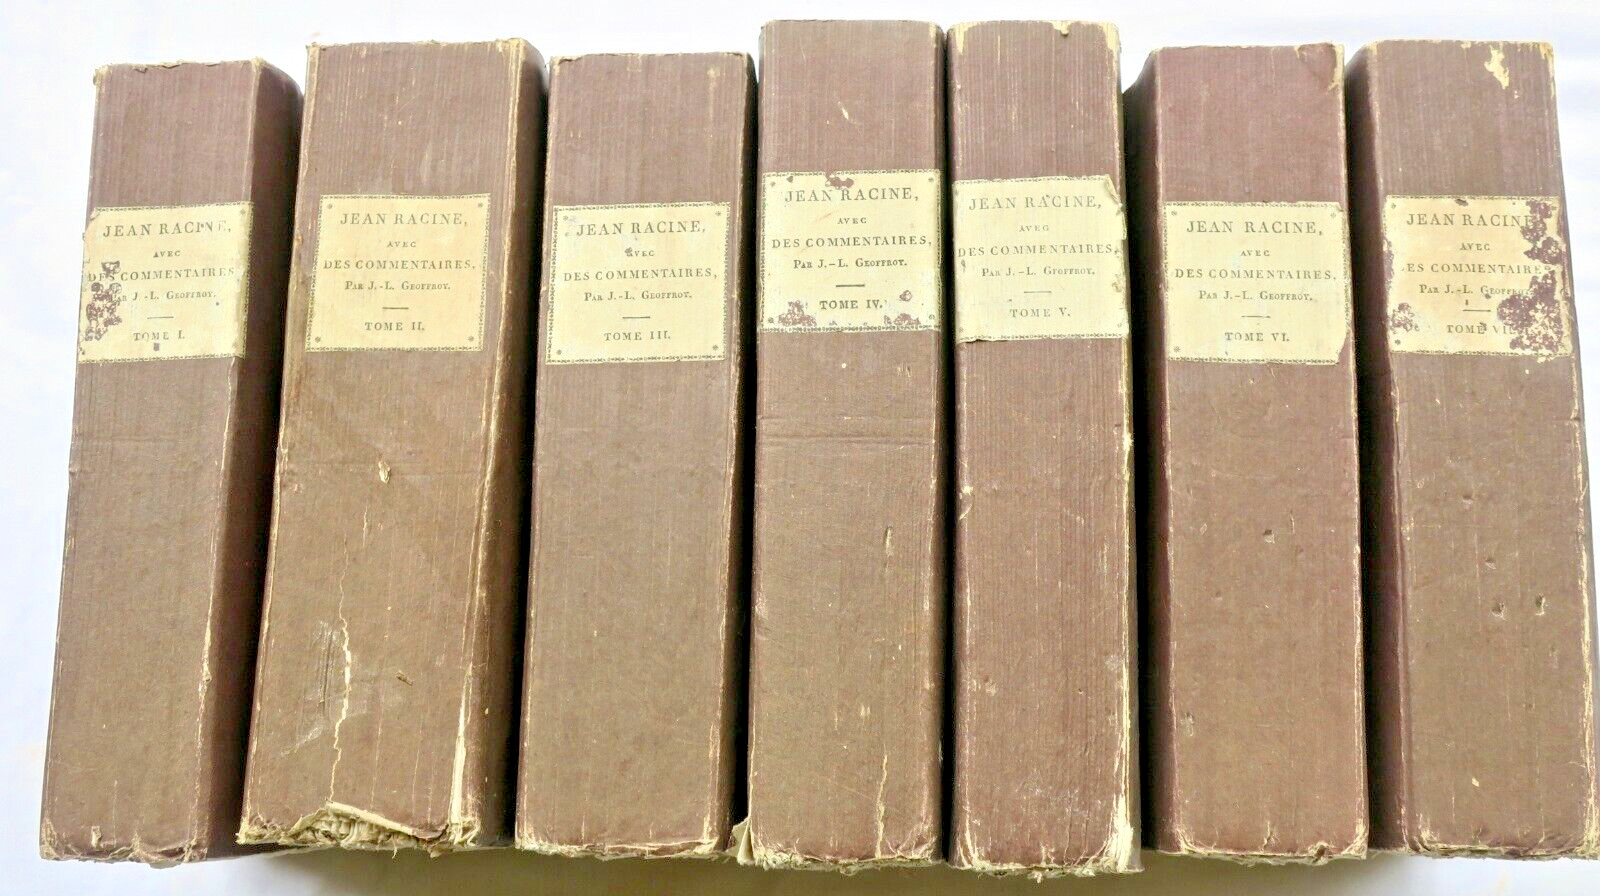 JEAN RACINE,
AVEC
DES COMMENTAIRES,
PAR J.-L. GEOFFROY.
TOME I.
JEAN RACINE,
AVEC
DES COMMENTAIRES,
PAR J.-L. GEOFFROY.
TOME II.
JEAN RACINE,
AVEC
DES COMMENTAIRES,
PAR J.-L. GEOFFROY.
TOME III.
JEAN RACINE,
AVEC
DES COMMENTAIRES,
PAR J.-L. GEOFFROY.
TOME IV.
JEAN RACINE,
AVEC
DES COMMENTAIRES,
PAR J.-L. GEOFFROY.
TOME V.
JEAN RACINE,
AVEC
DES COMMENTAIRES,
PAR J.-L. GEOFFROY.
TOME VI.
JEAN RACINE,
AVEC
DES COMMENTAIRES
PAR J.-L. GEOFFROY.
TOME VII.